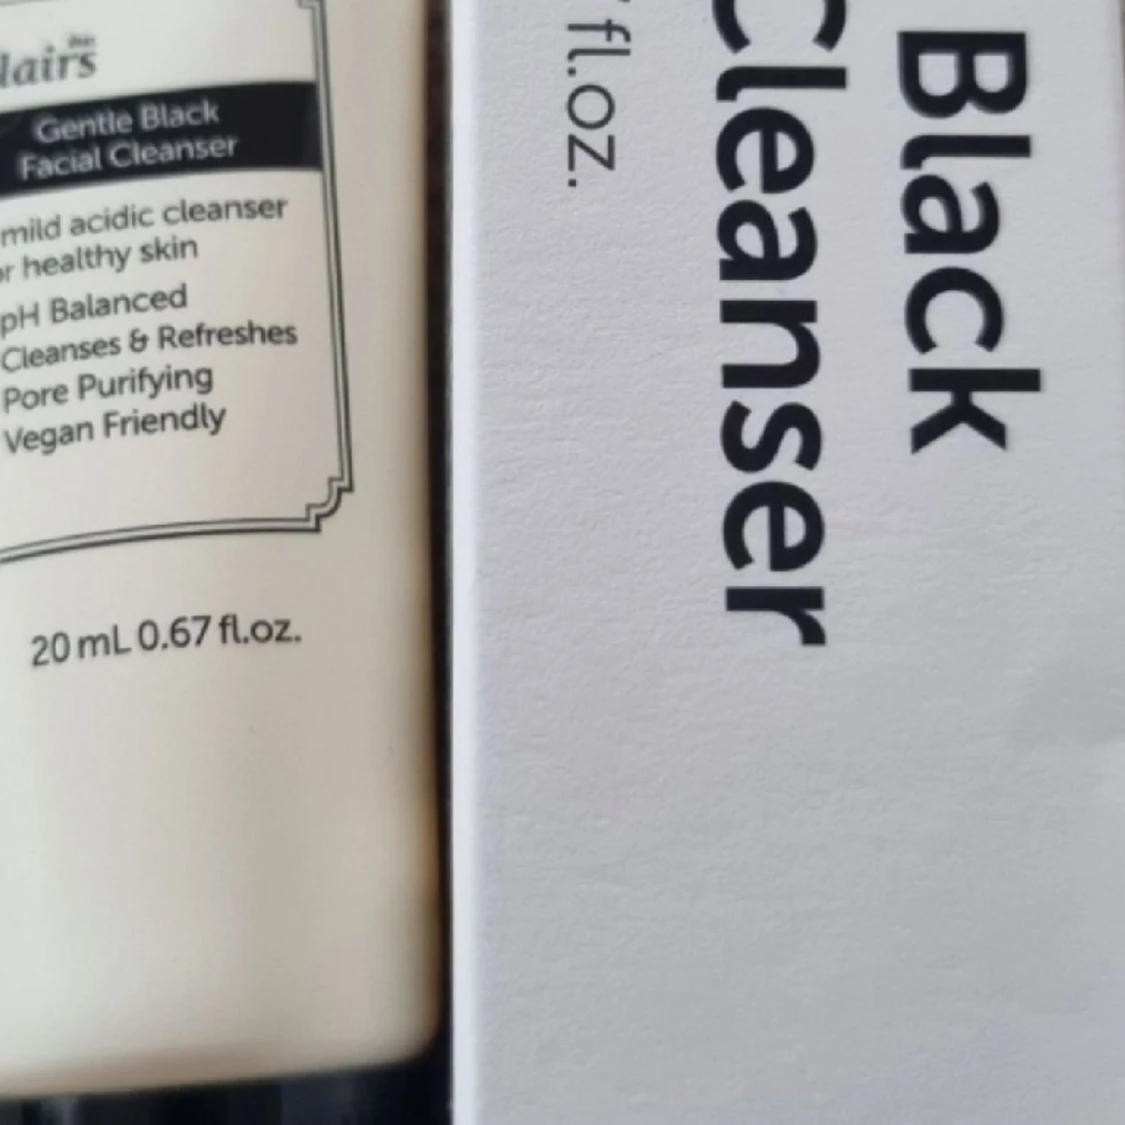 lairs
Gentle Black
Facial Cleanser
mild acidic cleanser
r healthy skin
pH Balanced
Cleanses & Refreshes
Pore Purifying
Vegan Friendly
20 mL 0.67 fl.oz.
Black
Cleanser
fl.oz.